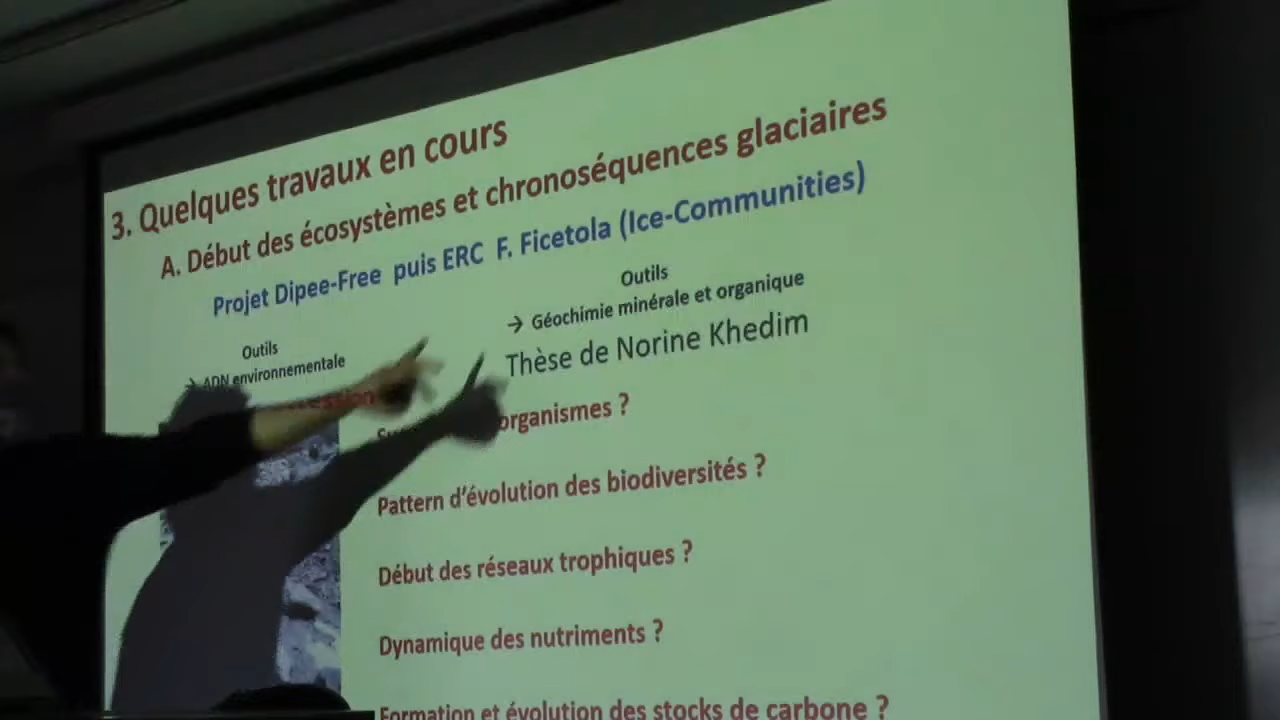 3. Quelques travaux en cours
A. Début des écosystèmes et chronoséquences glaciaires
Projet Dipee-Free puis ERC F. Ficetola (Ice-Communities)
Outils
→ Géochimie minérale et organique
Thèse de Norine Khedim
Outils
→ ADN environnementale
organismes ?
Pattern d'évolution des biodiversités ?
Début des réseaux trophiques ?
Dynamique des nutriments ?
Formation et évolution des stocks de carbone ?